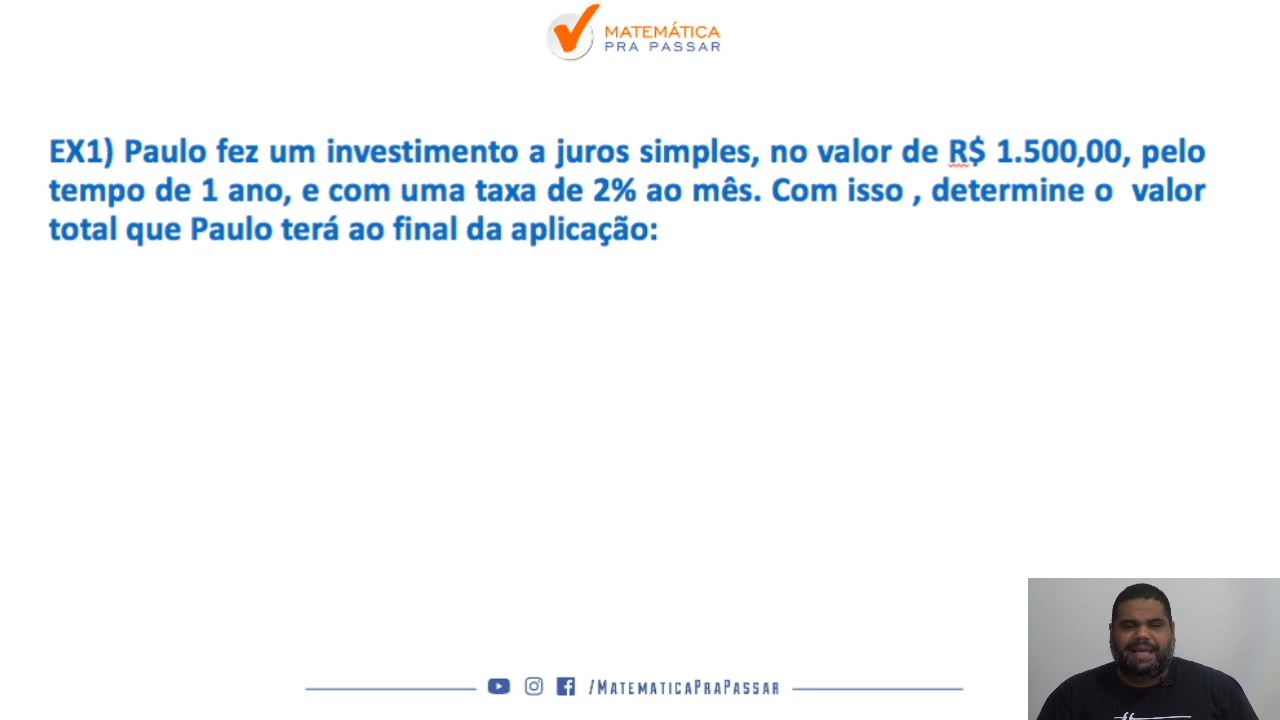 MATEMÁTICA
PRA PASSAR
EX1) Paulo fez um investimento a juros simples, no valor de R$ 1.500,00, pelo
tempo de 1 ano, e com uma taxa de 2% ao mês. Com isso , determine o valor
total que Paulo terá ao final da aplicação:
/MATEMATICAPRAPASSAR